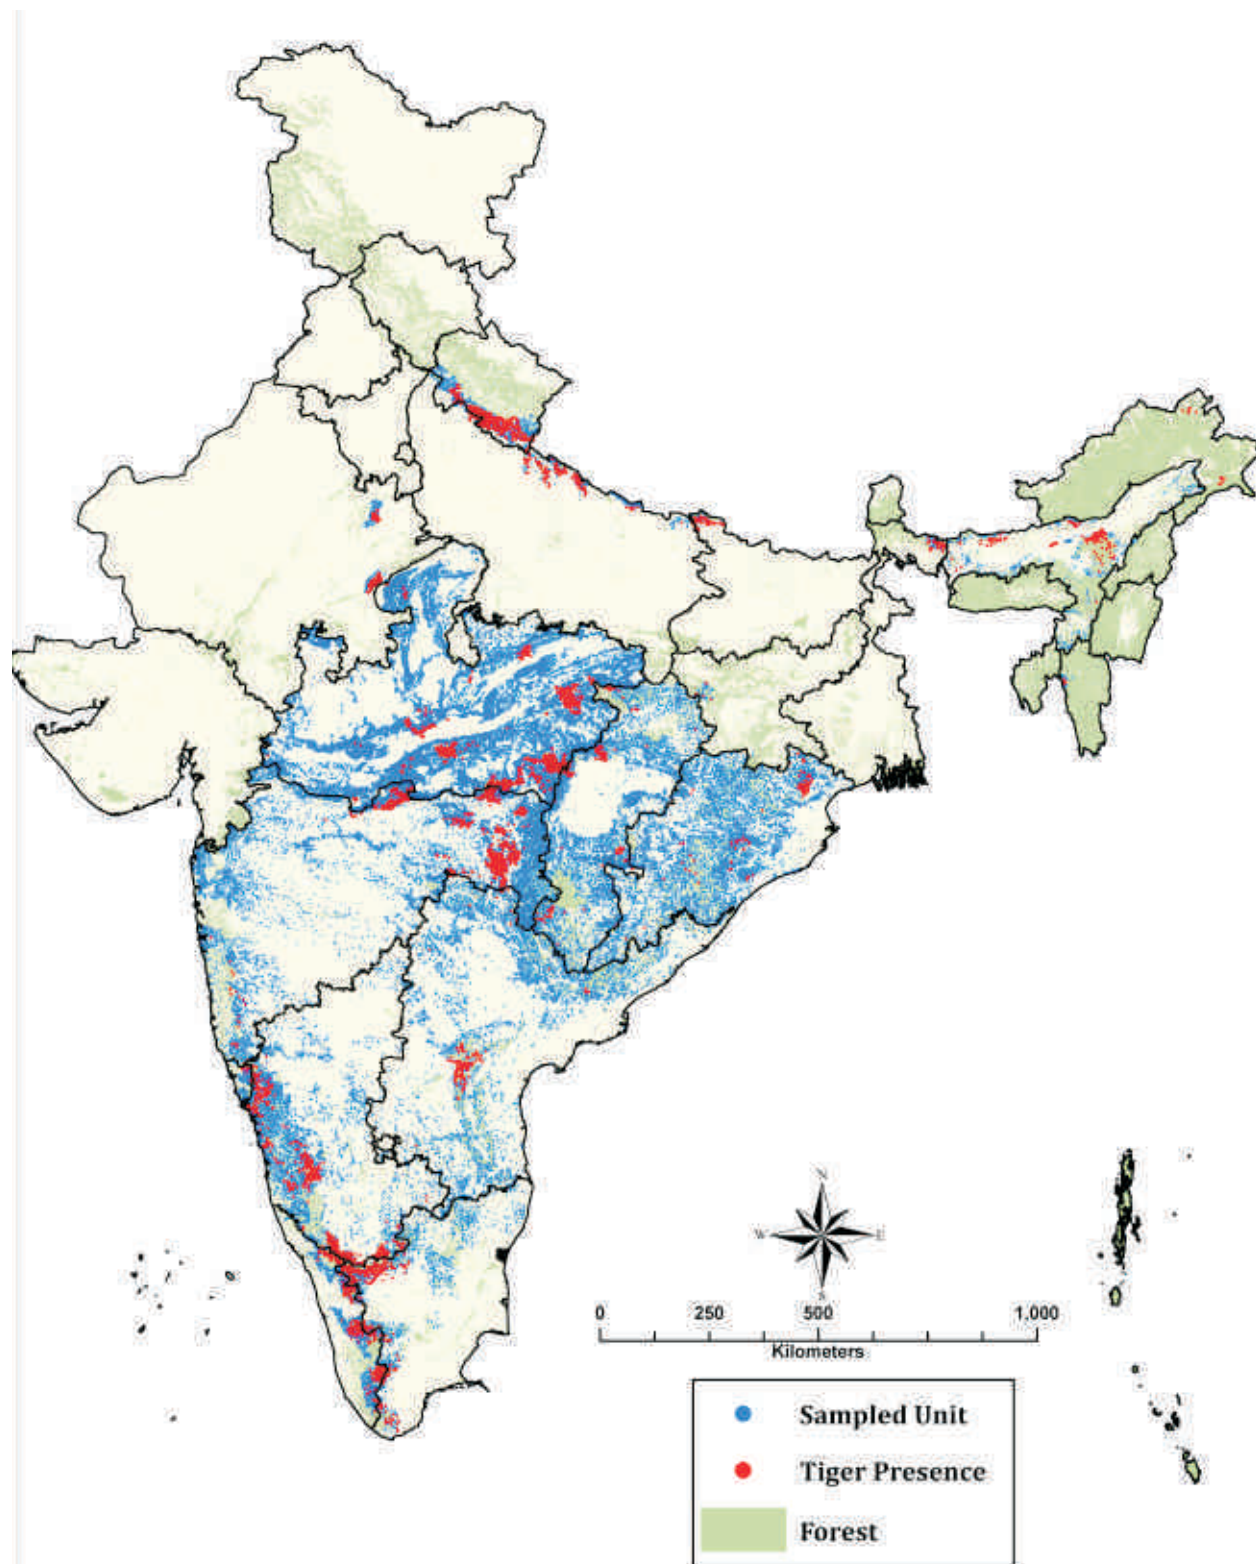 N
W E
S
0 250 500 1,000
Kilometers
Sampled Unit
Tiger Presence
Forest